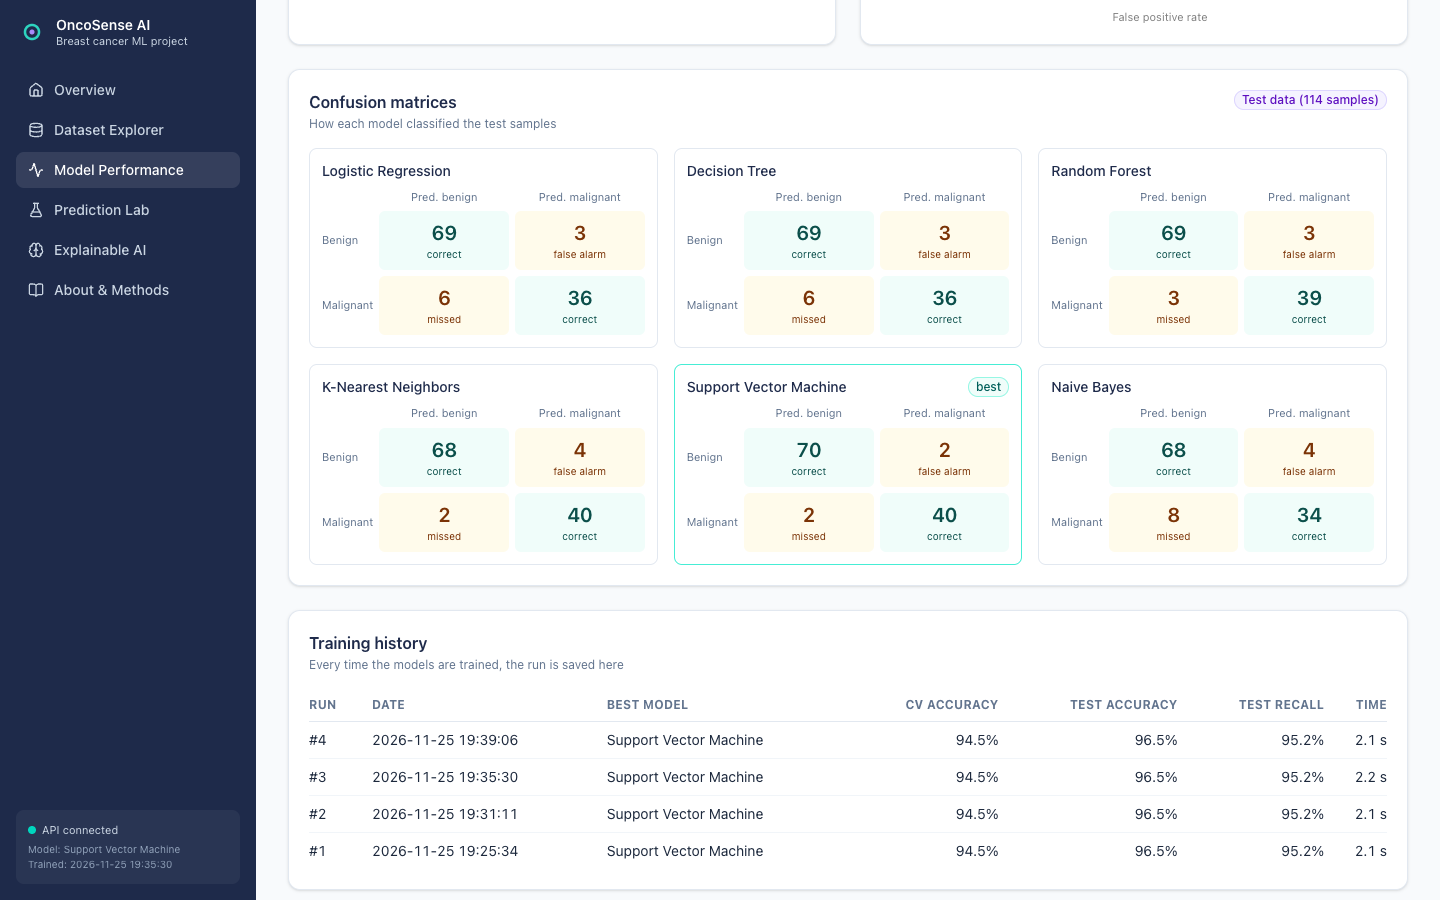 OncoSense AI
Breast cancer ML project
Overview
Dataset Explorer
Model Performance
Prediction Lab
Explainable AI
About & Methods
API connected
Model: Support Vector Machine
Trained: 2026-11-25 19:35:30
False positive rate
Confusion matrices
Test data (114 samples)
How each model classified the test samples
Logistic Regression
Pred. benign Pred. malignant
Benign 69 correct 3 false alarm
Malignant 6 missed 36 correct
Decision Tree
Pred. benign Pred. malignant
Benign 69 correct 3 false alarm
Malignant 6 missed 36 correct
Random Forest
Pred. benign Pred. malignant
Benign 69 correct 3 false alarm
Malignant 3 missed 39 correct
K-Nearest Neighbors
Pred. benign Pred. malignant
Benign 68 correct 4 false alarm
Malignant 2 missed 40 correct
Support Vector Machine best
Pred. benign Pred. malignant
Benign 70 correct 2 false alarm
Malignant 2 missed 40 correct
Naive Bayes
Pred. benign Pred. malignant
Benign 68 correct 4 false alarm
Malignant 8 missed 34 correct
Training history
Every time the models are trained, the run is saved here
RUN DATE BEST MODEL CV ACCURACY TEST ACCURACY TEST RECALL TIME
#4 2026-11-25 19:39:06 Support Vector Machine 94.5% 96.5% 95.2% 2.1 s
#3 2026-11-25 19:35:30 Support Vector Machine 94.5% 96.5% 95.2% 2.2 s
#2 2026-11-25 19:31:11 Support Vector Machine 94.5% 96.5% 95.2% 2.1 s
#1 2026-11-25 19:25:34 Support Vector Machine 94.5% 96.5% 95.2% 2.1 s